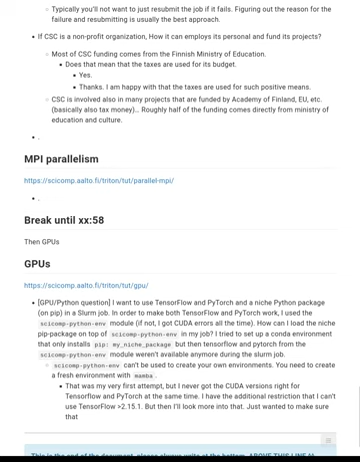 Typically you'll not want to just resubmit the job if it fails. Figuring out the reason for the
failure and resubmitting is usually the best approach.
If CSC is a non-profit organization, How it can employs its personal and fund its projects?
Most of CSC funding comes from the Finnish Ministry of Education.
Does that mean that the taxes are used for its budget.
Yes.
Thanks. I am happy with that the taxes are used for such positive means.
CSC is involved also in many projects that are funded by Academy of Finland, EU, etc.
(basically also tax money)… Roughly half of the funding comes directly from ministry of
education and culture.
.
MPI parallelism
https://scicomp.aalto.fi/triton/tut/parallel-mpi/
.
Break until xx:58
Then GPUs
GPUs
https://scicomp.aalto.fi/triton/tut/gpu/
[GPU/Python question] I want to use TensorFlow and PyTorch and a niche Python package
(on pip) in a Slurm job. In order to make both TensorFlow and PyTorch work, I used the
scicomp-python-env module (if not, I got CUDA errors all the time). How can I load the niche
pip-package on top of scicomp-python-env in my job? I tried to set up a conda environment
that only installs pip: my_niche_package but then tensorflow and pytorch from the
scicomp-python-env module weren't available anymore during the slurm job.
scicomp-python-env can't be used to create your own environments. You need to create
a fresh environment with mamba.
That was my very first attempt, but I never got the CUDA versions right for
Tensorflow and PyTorch at the same time. I have the additional restriction that I can't
use TensorFlow >2.15.1. But then I'll look more into that. Just wanted to make sure
that